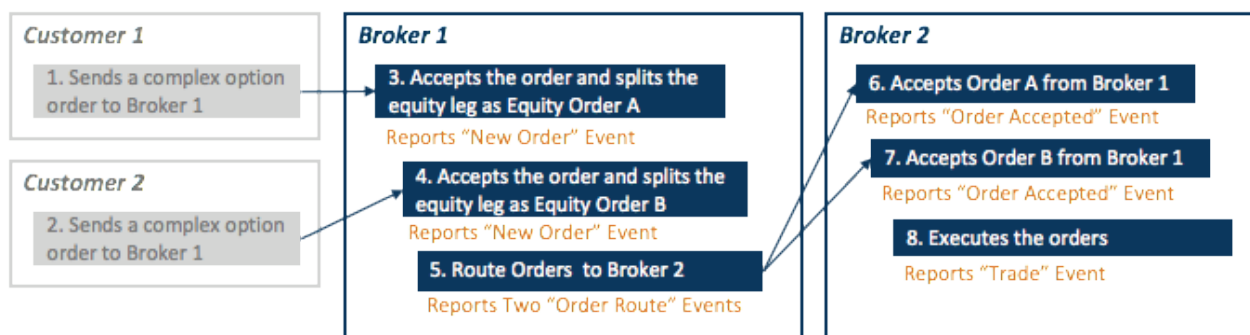 Customer 1
1. Sends a complex option
order to Broker 1
Customer 2
2. Sends a complex option
order to Broker 1
Broker 1
3. Accepts the order and splits the
equity leg as Equity Order A
Reports “New Order” Event
4. Accepts the order and splits the
equity leg as Equity Order B
Reports “New Order” Event
5. Route Orders to Broker 2
Reports Two “Order Route” Events
Broker 2
6. Accepts Order A from Broker 1
Reports “Order Accepted” Event
7. Accepts Order B from Broker 1
Reports “Order Accepted” Event
8. Executes the orders
Reports “Trade” Event